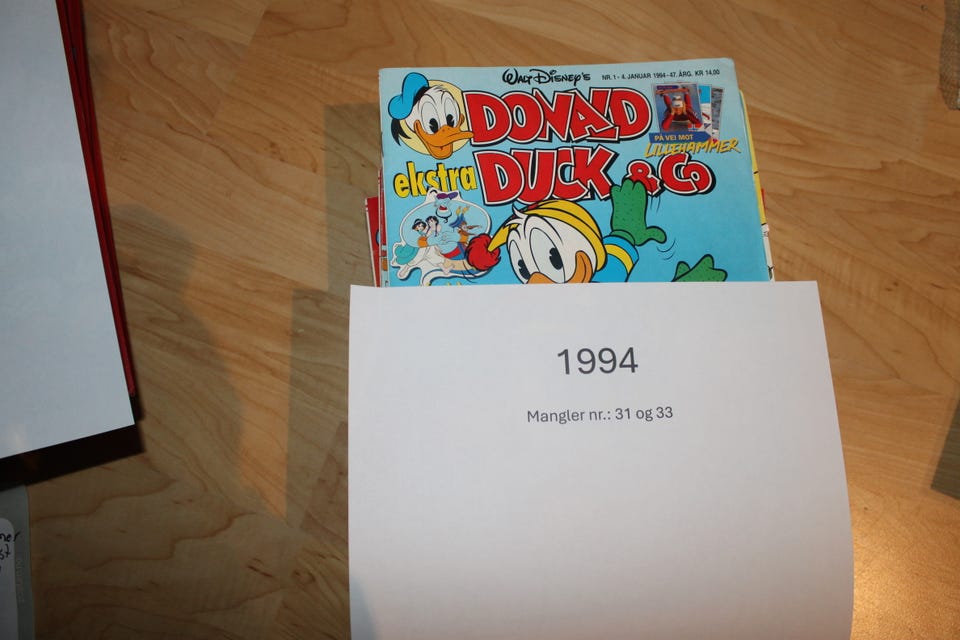 WALT DISNEY'S
NR. 1 - 4. JANUAR 1994 - 47. ÅRG. KR 14,00
DONALD
DUCK & Co
PÅ VEI MOT
LILLEHAMMER
ekstra
1994
Mangler nr.: 31 og 33